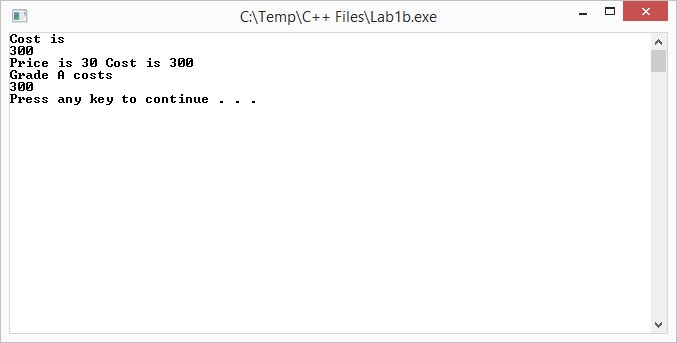 C:\Temp\C++ Files\Lab1b.exe
Cost is
300
Price is 30 Cost is 300
Grade A costs
300
Press any key to continue . . .